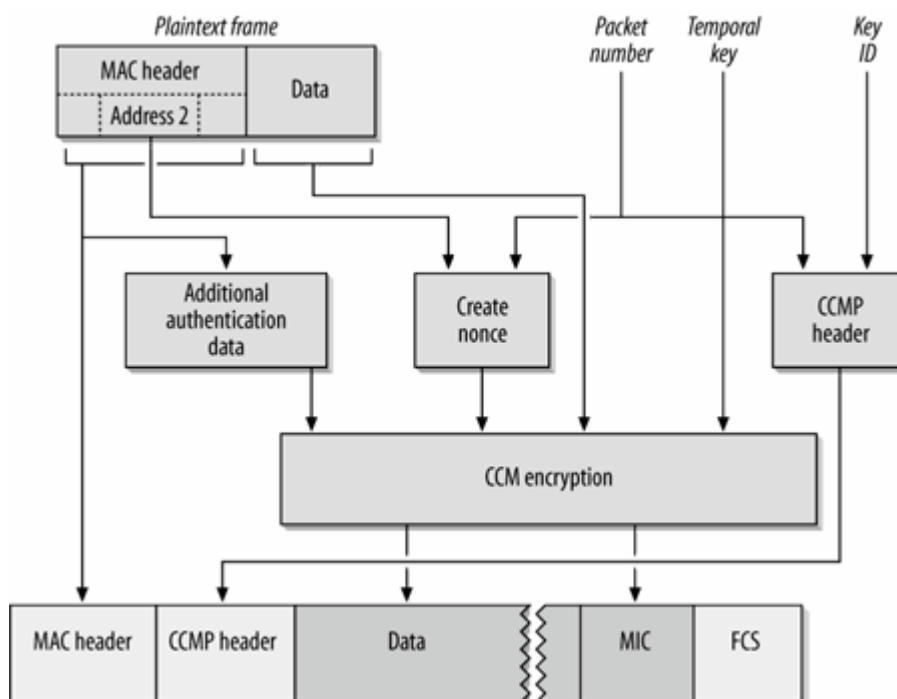 Plaintext frame
Packet
number
Temporal
key
Key
ID
MAC header
Address 2
Data
Additional
authentication
data
Create
nonce
CCMP
header
CCM encryption
MAC header
CCMP header
Data
MIC
FCS